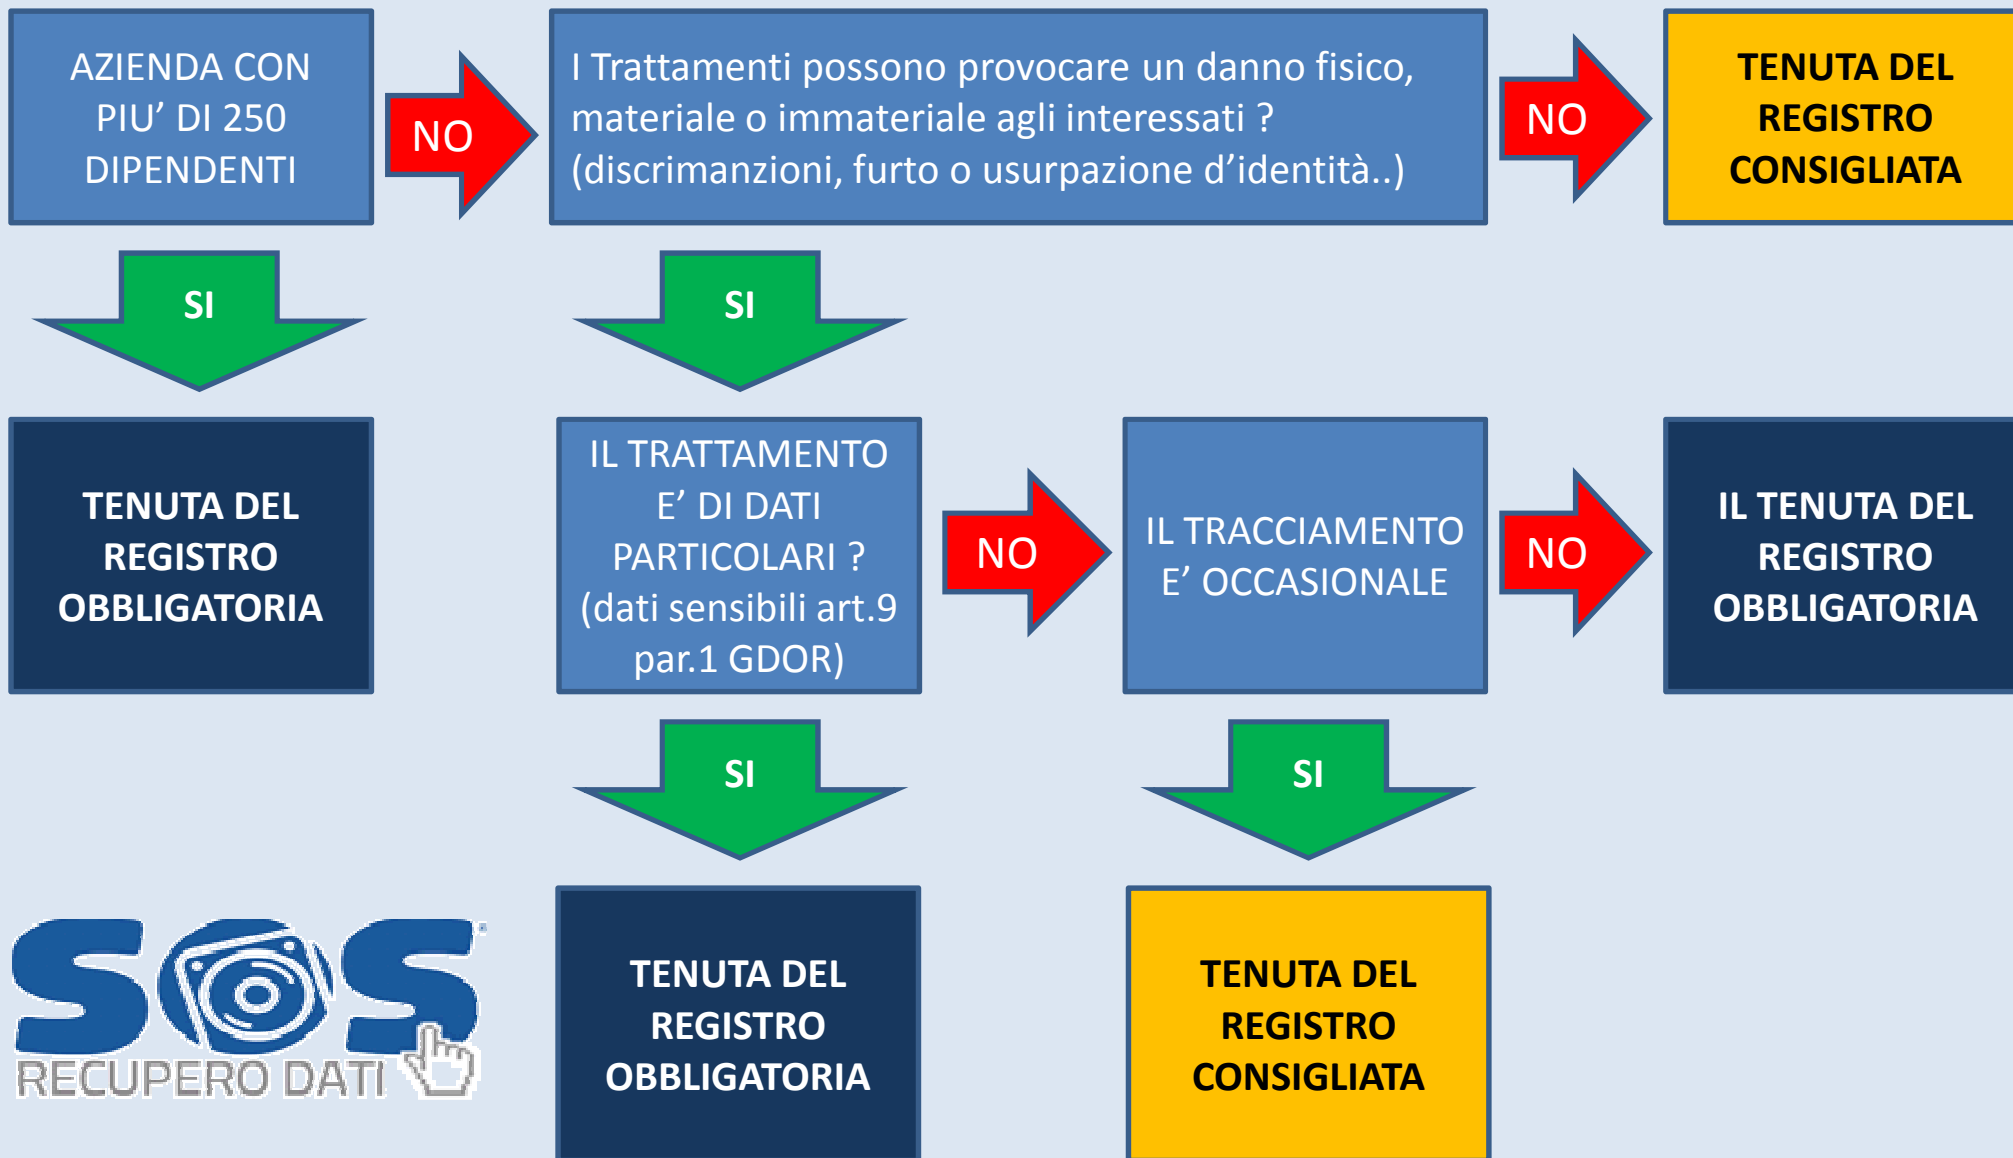 AZIENDA CON
PIU’ DI 250
DIPENDENTI
NO
I Trattamenti possono provocare un danno fisico,
materiale o immateriale agli interessati ?
(discrimanzioni, furto o usurpazione d’identità..)
NO
TENUTA DEL
REGISTRO
CONSIGLIATA
SI
SI
TENUTA DEL
REGISTRO
OBBLIGATORIA
IL TRATTAMENTO
E’ DI DATI
PARTICOLARI ?
(dati sensibili art.9
par.1 GDOR)
NO
IL TRACCIAMENTO
E’ OCCASIONALE
NO
IL TENUTA DEL
REGISTRO
OBBLIGATORIA
SI
SI
SOS
RECUPERO DATI
TENUTA DEL
REGISTRO
OBBLIGATORIA
TENUTA DEL
REGISTRO
CONSIGLIATA